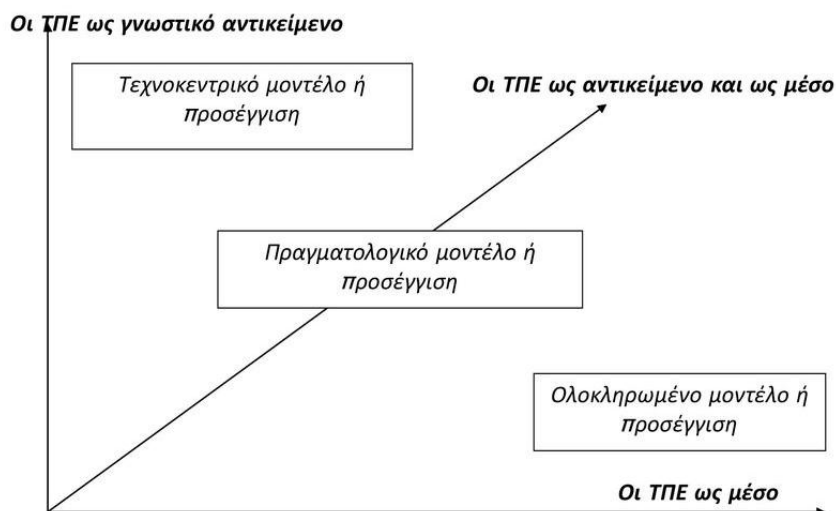 Οι ΤΠΕ ως γνωστικό αντικείμενο
Τεχνοκεντρικό μοντέλο ή
προσέγγιση
Οι ΤΠΕ ως αντικείμενο και ως μέσο
Πραγματολογικό μοντέλο ή
προσέγγιση
Ολοκληρωμένο μοντέλο ή
προσέγγιση
Οι ΤΠΕ ως μέσο